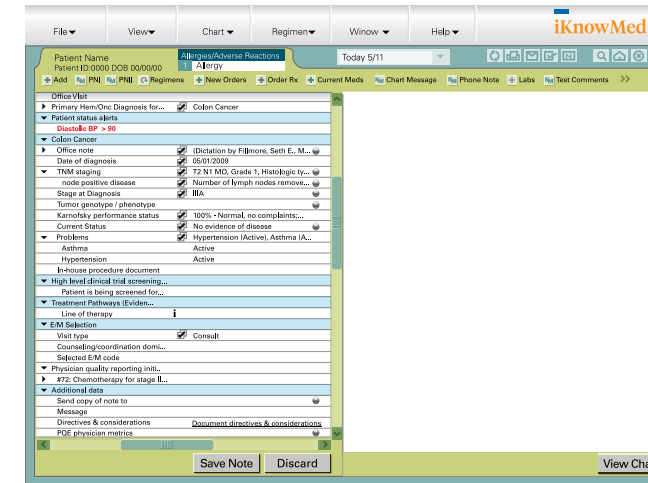 File▼ View▼ Chart ▼ Regimen▼ Winow ▼ Help▼ iKnowMed
Patient Name
Patient ID:0000 DOB 00/00/00
Allergies/Adverse Reactions
1 Allergy
Today 5/11
Add PNI PNII Regimens New Orders Order Rx Current Meds Chart Message Phone Note Labs Test Comments >>
Office Visit
Primary Hem/Onc Diagnosis for... Colon Cancer
Patient status alerts
Diastolic BP > 90
Colon Cancer
Office note (Dictation by Fillmore, Seth E., M...
Date of diagnosis 05/01/2009
TNM staging T2 N1 MO, Grade 1, Histologic ty...
node positive disease Number of lymph nodes remove...
Stage at Diagnosis IIIA
Tumor genotype / phenotype
Karnofsky performance status 100% - Normal, no complaints;...
Current Status No evidence of disease
Problems Hypertension (Active), Asthma (A...
Asthma Active
Hypertension Active
In-house procedure document
High level clinical trial screening...
Patient is being screened for...
Treatment Pathways (Eviden...
Line of therapy i
E/M Selection
Visit type Consult
Counseling/coordination domi...
Selected E/M code
Physician quality reporting initi..
#72: Chemotherapy for stage II...
Additional data
Send copy of note to
Message
Directives & considerations Document directives & considerations
PQE physician metrics
Save Note Discard View Cha